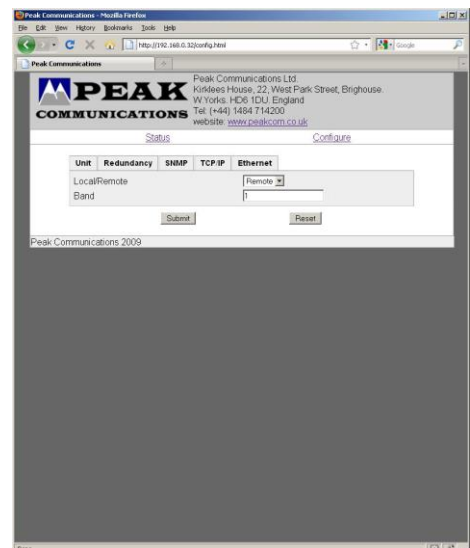 Peak Communications - Mozilla Firefox
File Edit View History Bookmarks Tools Help
http://192.168.0.32/config.html
Google
Peak Communications
PEAK
COMMUNICATIONS
Peak Communications Ltd.
Kirklees House, 22, West Park Street, Brighouse.
W.Yorks. HD6 1DU. England
Tel: (+44) 1484 714200
website: www.peakcom.co.uk
Status Configure
Unit Redundancy SNMP TCP/IP Ethernet
Local/Remote Remote
Band 1
Submit Reset
Peak Communications 2009